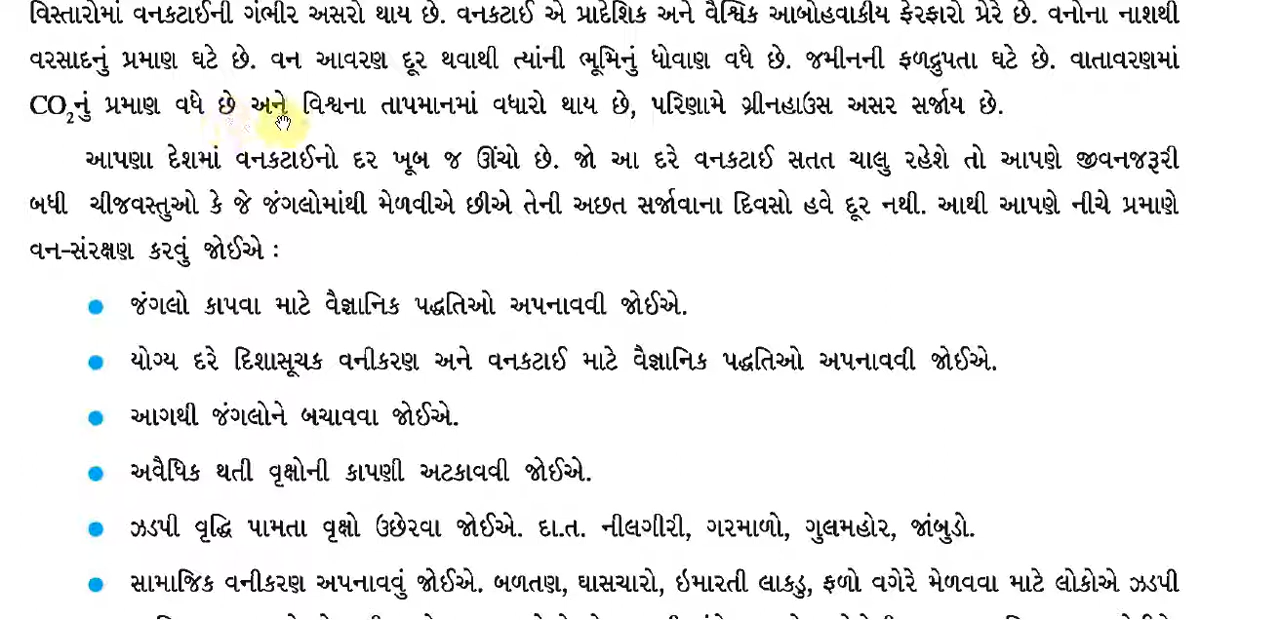 વિસ્તારોમાં વનકટાઈની ગંભીર અસરો થાય છે. વનકટાઈ એ પ્રાદેશિક અને વૈશ્વિક આબોહવાકીય ફેરફારો પ્રેરે છે. વનોના નાશથી
વરસાદનું પ્રમાણ ઘટે છે. વન આવરણ દૂર થવાથી ત્યાંની ભૂમિનું ધોવાણ વધે છે. જમીનની ફળદ્રુપતા ઘટે છે. વાતાવરણમાં
CO₂નું પ્રમાણ વધે છે અને વિશ્વના તાપમાનમાં વધારો થાય છે, પરિણામે ગ્રીનહાઉસ અસર સર્જાય છે.
આપણા દેશમાં વનકટાઈનો દર ખૂબ જ ઊંચો છે. જો આ દરે વનકટાઈ સતત ચાલુ રહેશે તો આપણે જીવનજરૂરી
બધી ચીજવસ્તુઓ કે જે જંગલોમાંથી મેળવીએ છીએ તેની અછત સર્જાવાના દિવસો હવે દૂર નથી. આથી આપણે નીચે પ્રમાણે
વન-સંરક્ષણ કરવું જોઈએ :
• જંગલો કાપવા માટે વૈજ્ઞાનિક પદ્ધતિઓ અપનાવવી જોઈએ.
• યોગ્ય દરે દિશાસૂચક વનીકરણ અને વનકટાઈ માટે વૈજ્ઞાનિક પદ્ધતિઓ અપનાવવી જોઈએ.
• આગથી જંગલોને બચાવવા જોઈએ.
• અવૈધિક થતી વૃક્ષોની કાપણી અટકાવવી જોઈએ.
• ઝડપી વૃદ્ધિ પામતા વૃક્ષો ઉછેરવા જોઈએ. દા.ત. નીલગીરી, ગરમાળો, ગુલમહોર, જાંબુડો.
• સામાજિક વનીકરણ અપનાવવું જોઈએ. બળતણ, ઘાસચારો, ઇમારતી લાકડુ, ફળો વગેરે મેળવવા માટે લોકોએ ઝડપી